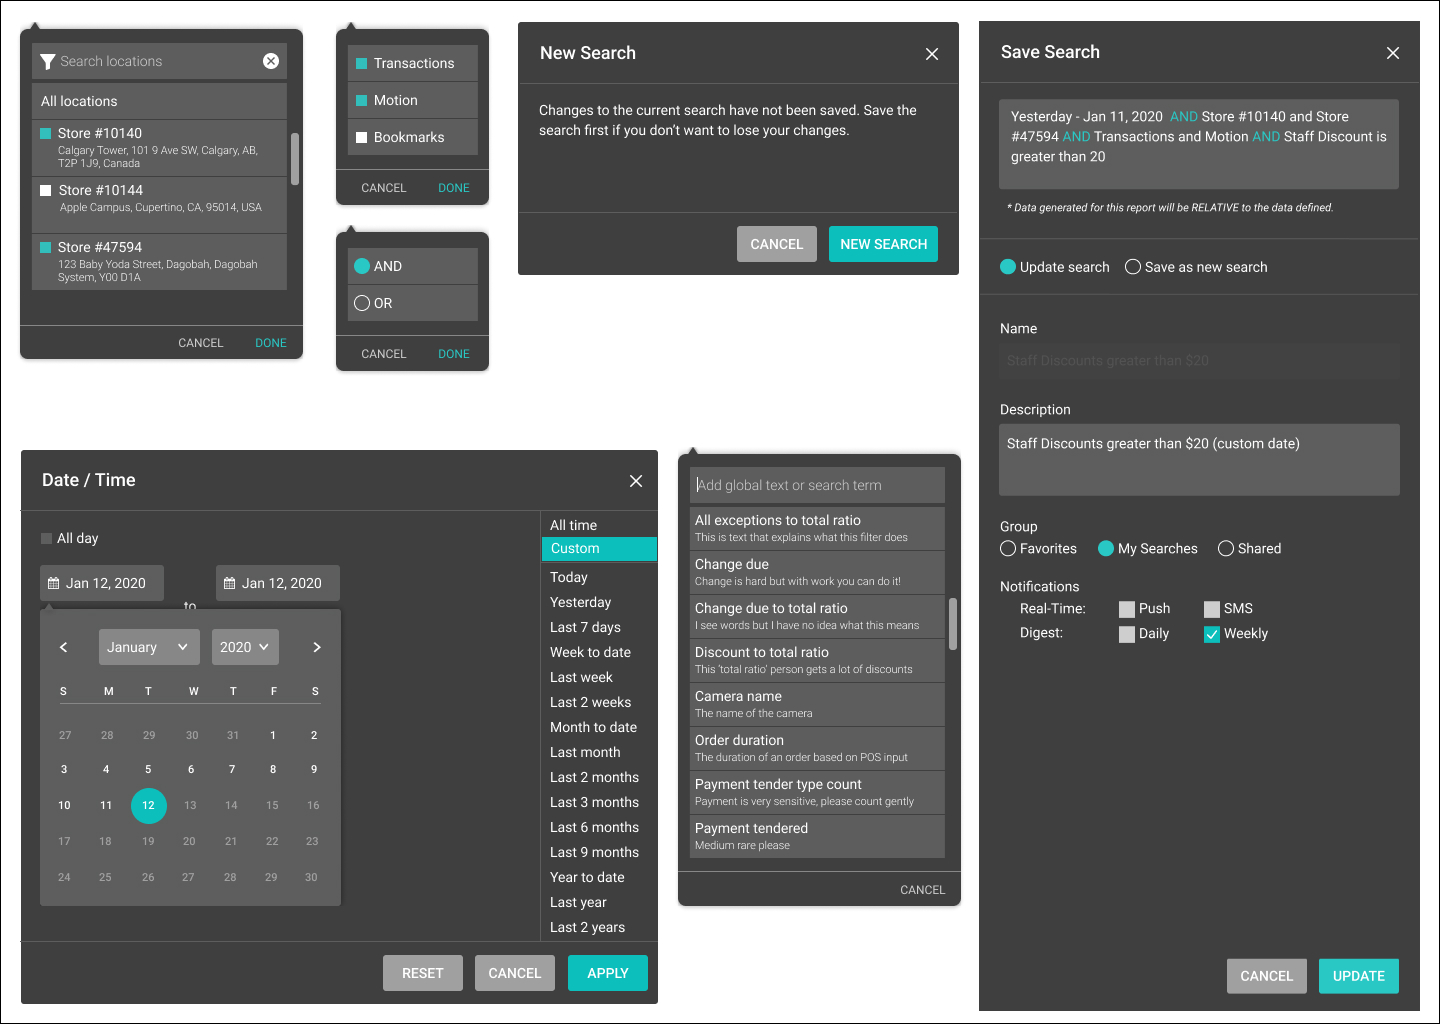 Search locations
All locations
Store #10140
Calgary Tower, 101 9 Ave SW, Calgary, AB,
T2P 1J9, Canada
Store #10144
Apple Campus, Cupertino, CA, 95014, USA
Store #47594
123 Baby Yoda Street, Dagobah, Dagobah
System, Y00 D1A
CANCEL DONE
Transactions
Motion
Bookmarks
CANCEL DONE
AND
OR
CANCEL DONE
New Search
Changes to the current search have not been saved. Save the
search first if you don't want to lose your changes.
CANCEL NEW SEARCH
Save Search
Yesterday - Jan 11, 2020 AND Store #10140 and Store
#47594 AND Transactions and Motion AND Staff Discount is
greater than 20
* Data generated for this report will be RELATIVE to the data defined.
Update search Save as new search
Name
Staff Discounts greater than $20
Description
Staff Discounts greater than $20 (custom date)
Group
Favorites My Searches Shared
Notifications
Real-Time: Push SMS
Digest: Daily Weekly
CANCEL UPDATE
Date / Time
All day
Jan 12, 2020 to Jan 12, 2020
January 2020
S M T W T F S
27 28 29 30 31 1 2
3 4 5 6 7 8 9
10 11 12 13 14 15 16
17 18 19 20 21 22 23
24 25 26 27 28 29 30
All time
Custom
Today
Yesterday
Last 7 days
Week to date
Last week
Last 2 weeks
Month to date
Last month
Last 2 months
Last 3 months
Last 6 months
Last 9 months
Year to date
Last year
Last 2 years
RESET CANCEL APPLY
Add global text or search term
All exceptions to total ratio
This is text that explains what this filter does
Change due
Change is hard but with work you can do it!
Change due to total ratio
I see words but I have no idea what this means
Discount to total ratio
This 'total ratio' person gets a lot of discounts
Camera name
The name of the camera
Order duration
The duration of an order based on POS input
Payment tender type count
Payment is very sensitive, please count gently
Payment tendered
Medium rare please
CANCEL